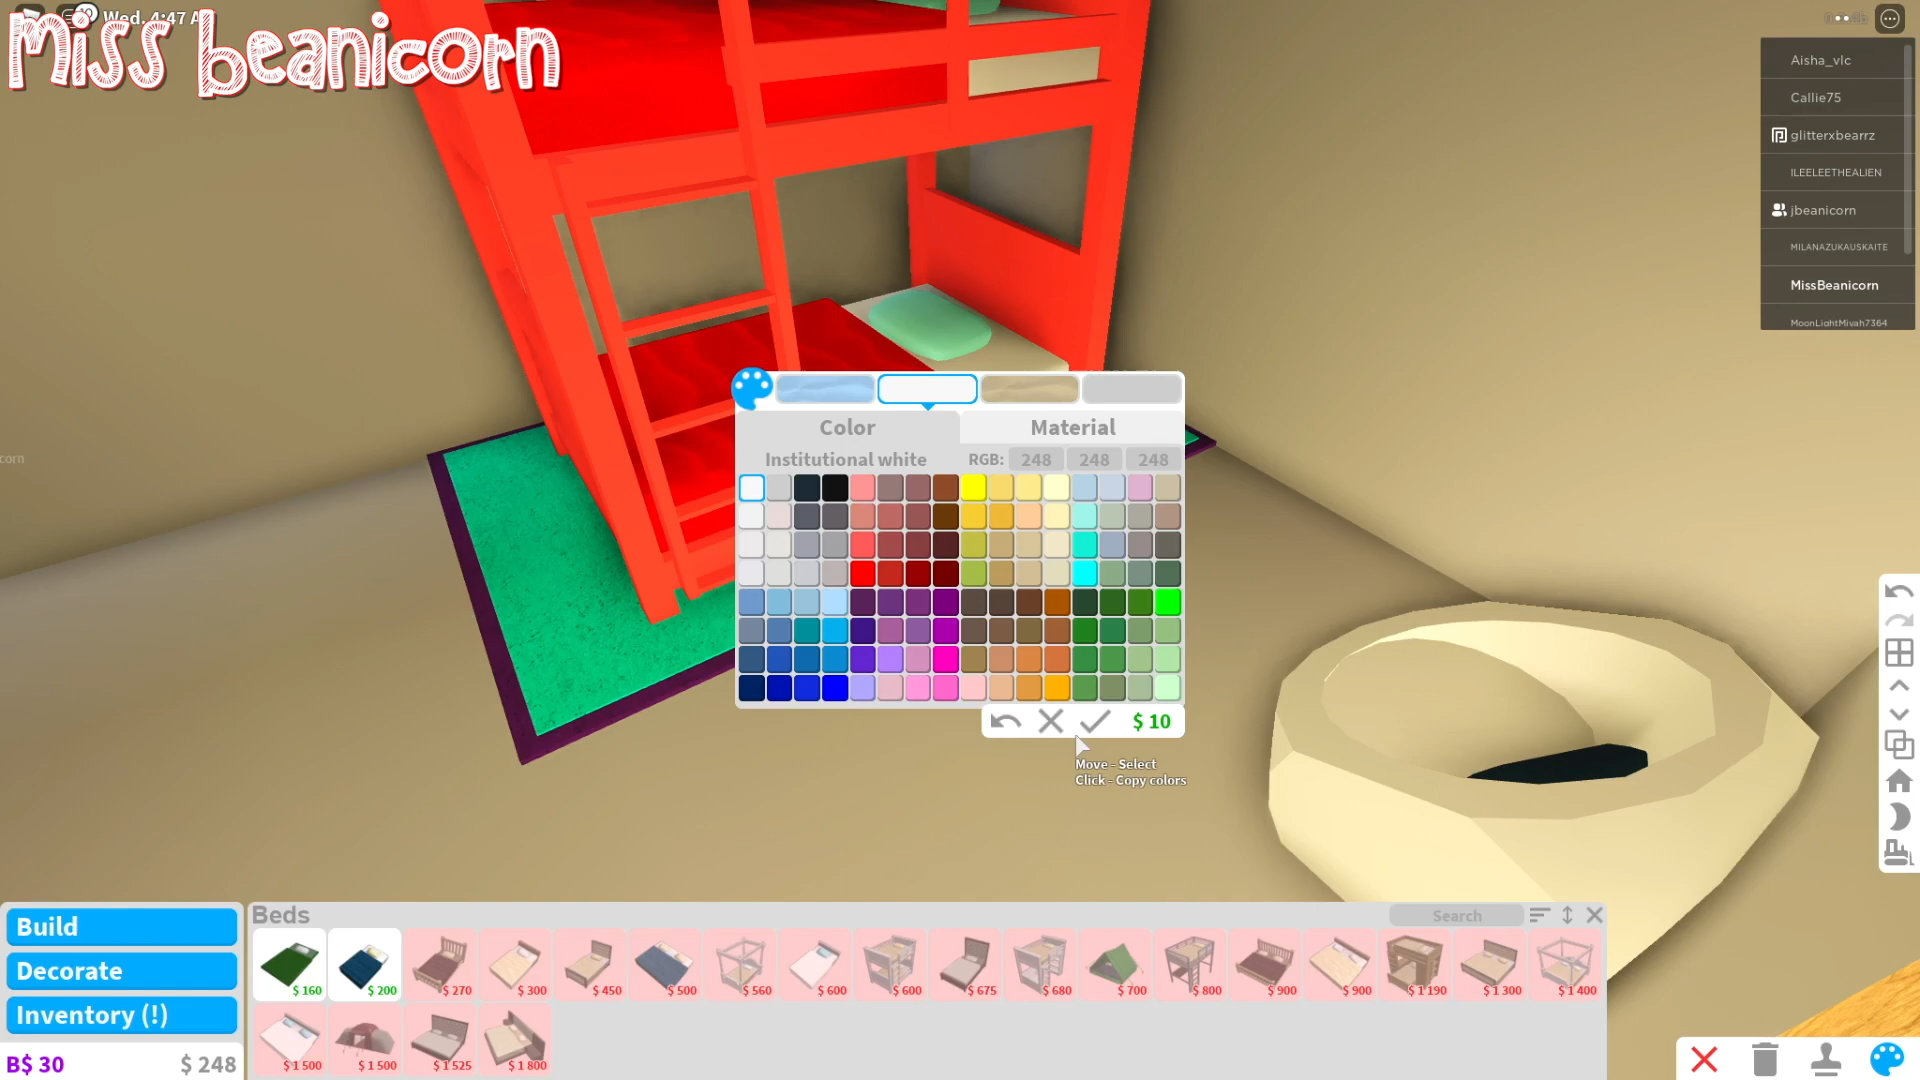 Wed. 4:47 A
Miss beanicorn
Aisha_vlc
Callie75
glitterxbearrz
ILEELEETHEALIEN
jbeanicorn
MILANAZUKAUSKAITE
MissBeanicorn
MoonLightMivah7364
corn
Color
Material
Institutional white
RGB: 248 248 248
$ 10
Move - Select
Click - Copy colors
Build
Decorate
Inventory (!)
B$ 30
$ 248
Beds
Search
$ 160
$ 200
$ 270
$ 300
$ 450
$ 500
$ 560
$ 600
$ 600
$ 675
$ 680
$ 700
$ 800
$ 900
$ 900
$ 1 190
$ 1 300
$ 1 400
$ 1 500
$ 1 500
$ 1 525
$ 1 800